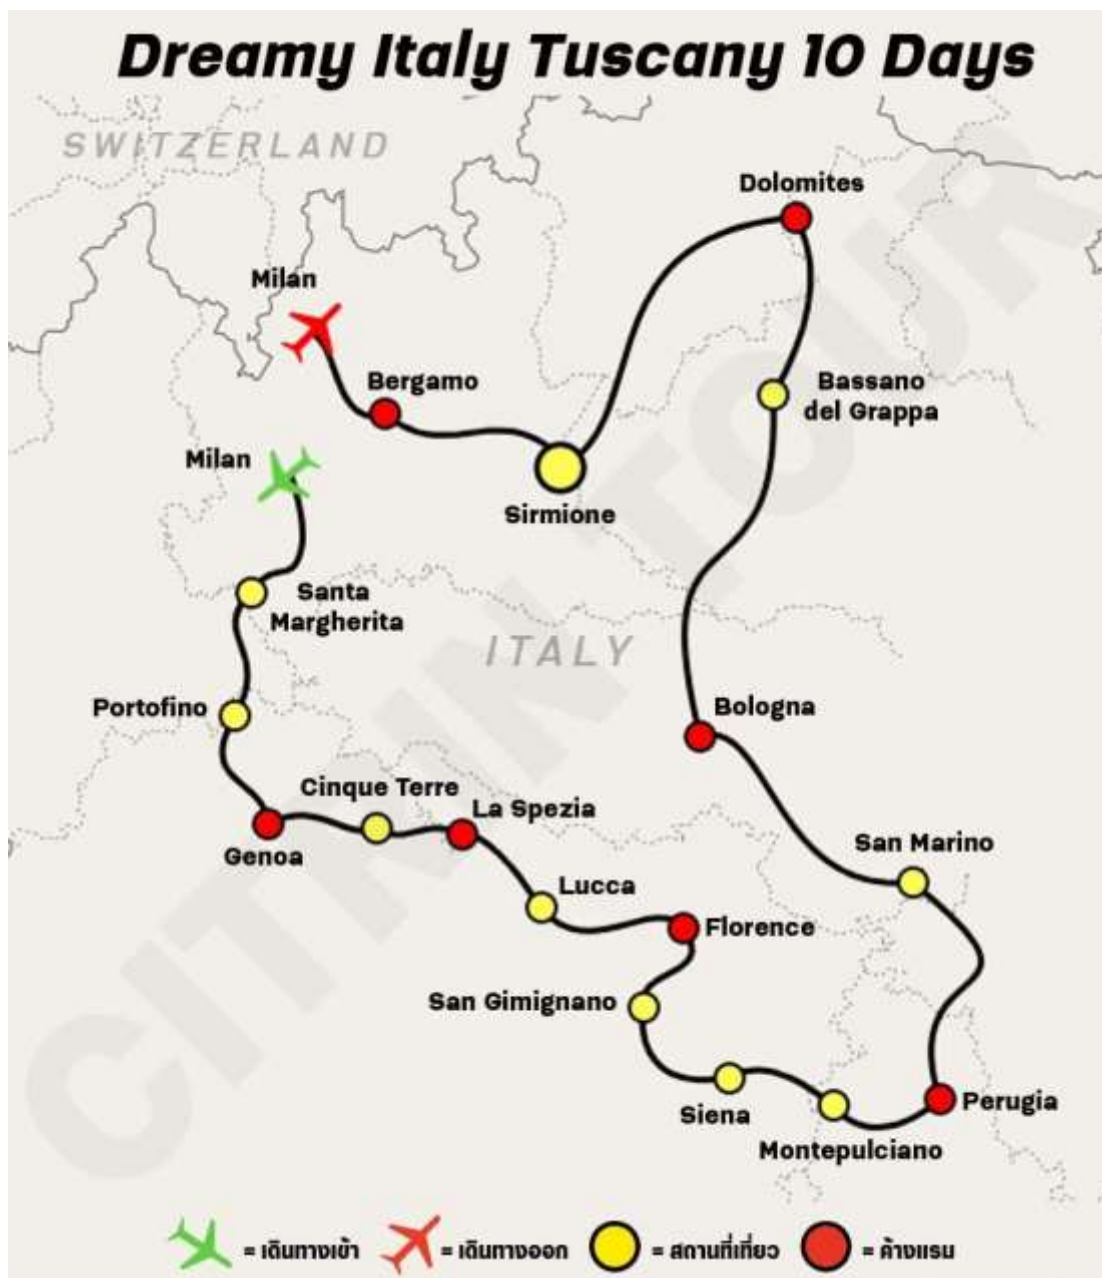 Dreamy Italy Tuscany 10 Days
SWITZERLAND
Dolomites
Milan
Bergamo
Bassano
del Grappa
Milan
Sirmione
Santa
Margherita
ITALY
Portofino
Bologna
Cinque Terre
La Spezia
Genoa
San Marino
Lucca
Florence
San Gimignano
Siena
Perugia
Montepulciano
CITRIN TOUR
= เดินทางเข้า = เดินทางออก = สถานที่เที่ยว = ค้างแรม